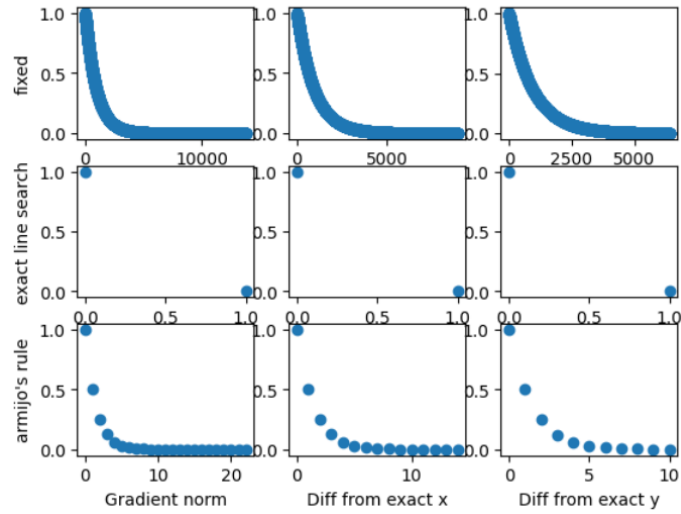 1.0 1.0 1.0
fixed
0.5 0.5 0.5
0.0 0.0 0.0
0 10000 0 5000 0 2500 5000
1.0 1.0 1.0
exact line search
0.5 0.5 0.5
0.0 0.0 0.0
0.0 0.5 1.0 0.0 0.5 1.0 0.0 0.5 1.0
1.0 1.0 1.0
armijo's rule
0.5 0.5 0.5
0.0 0.0 0.0
0 10 20 0 10 0 5 10
Gradient norm Diff from exact x Diff from exact y